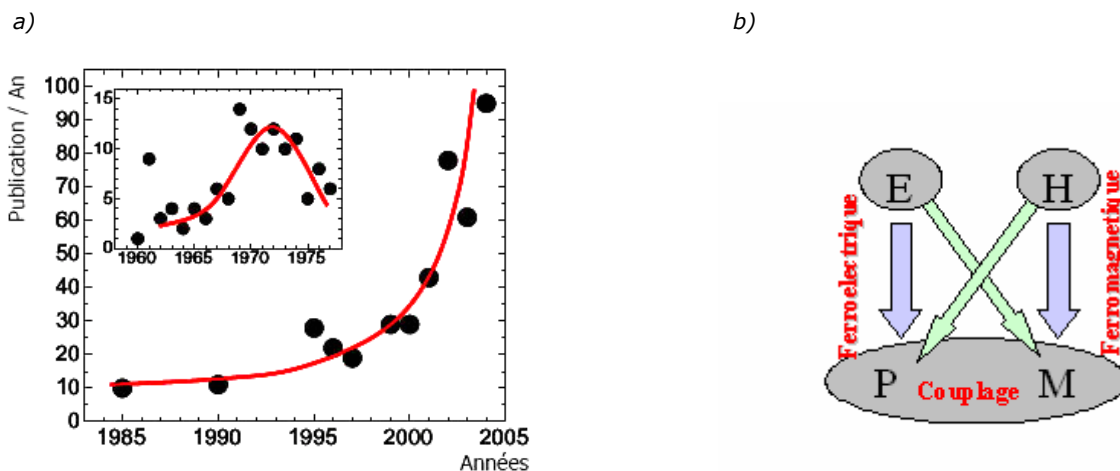 a)
b)
Publication / An
100
90
80
70
60
50
40
30
20
10
0
15
10
5
0
1960 1965 1970 1975
1985 1990 1995 2000 2005
Années
E H
Ferroelectrique
Ferromagnetique
P Couplage M